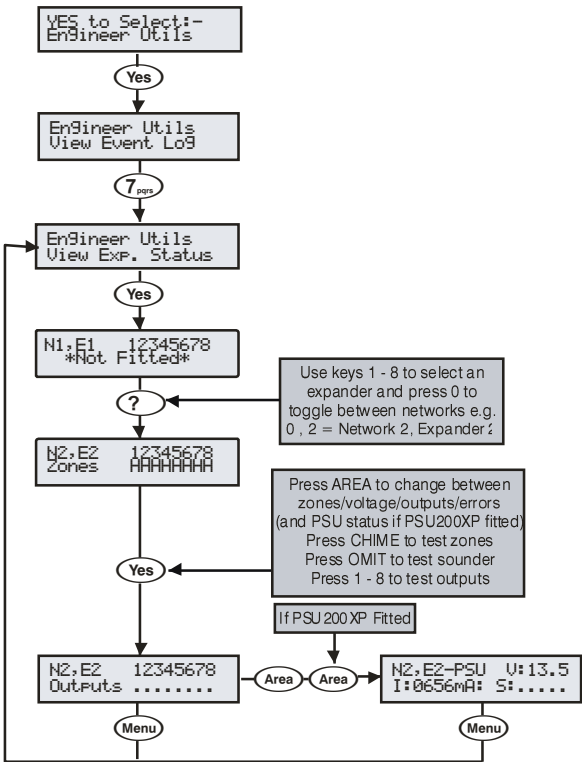 YES to Select:-
Engineer Utils
Yes
Engineer Utils
View Event Log
7pqrs
Engineer Utils
View Exp. Status
Yes
N1,E1 12345678
*Not Fitted*
?
Use keys 1 - 8 to select an
expander and press 0 to
toggle between networks e.g.
0 , 2 = Network 2, Expander 2
N2,E2 12345678
Zones AAAAAAAA
Press AREA to change between
zones/voltage/outputs/errors
(and PSU status if PSU200XP fitted)
Press CHIME to test zones
Press OMIT to test sounder
Press 1 - 8 to test outputs
Yes
If PSU 200 XP Fitted
N2,E2 12345678
Outputs ........
Area
Area
N2,E2-PSU V:13.5
I:0656mA: S:.....
Menu
Menu